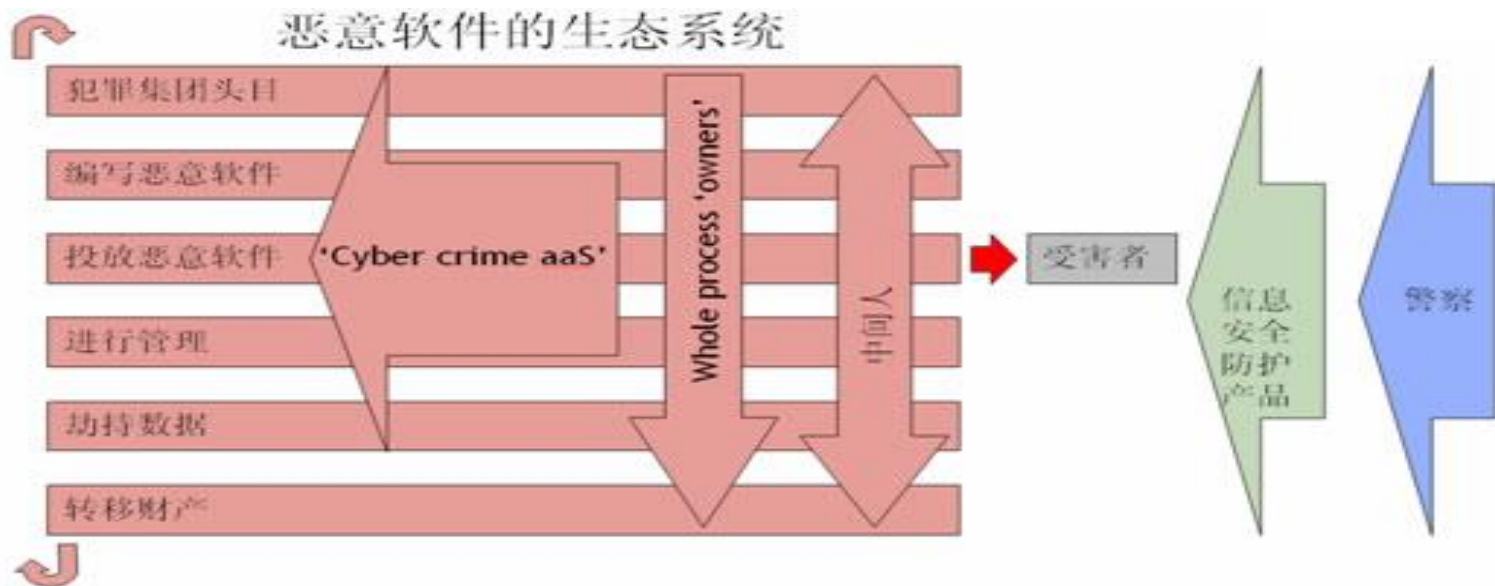 恶意软件的生态系统
犯罪集团头目
编写恶意软件
投放恶意软件
进行管理
劫持数据
转移财产
‘Cyber crime aaS’
Whole process ‘owners’
中间人
受害者
信息
安全
防护
产品
警察